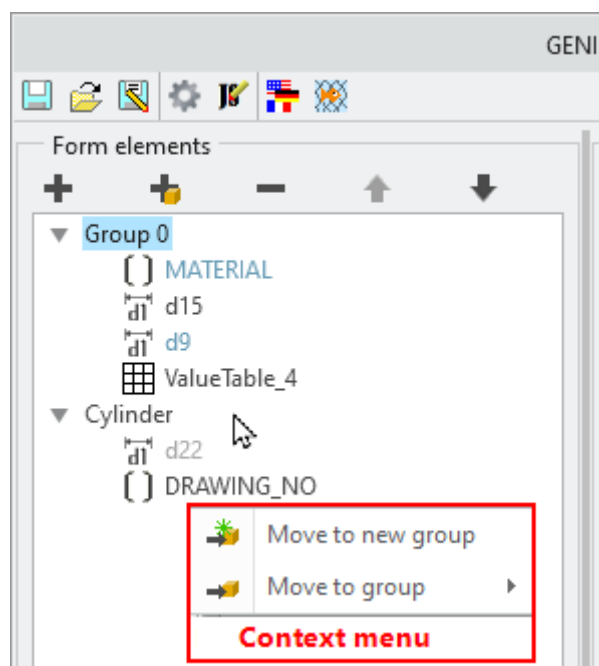 GENI
Form elements
Group 0
MATERIAL
d15
d9
ValueTable_4
Cylinder
d22
DRAWING_NO
Move to new group
Move to group
Context menu